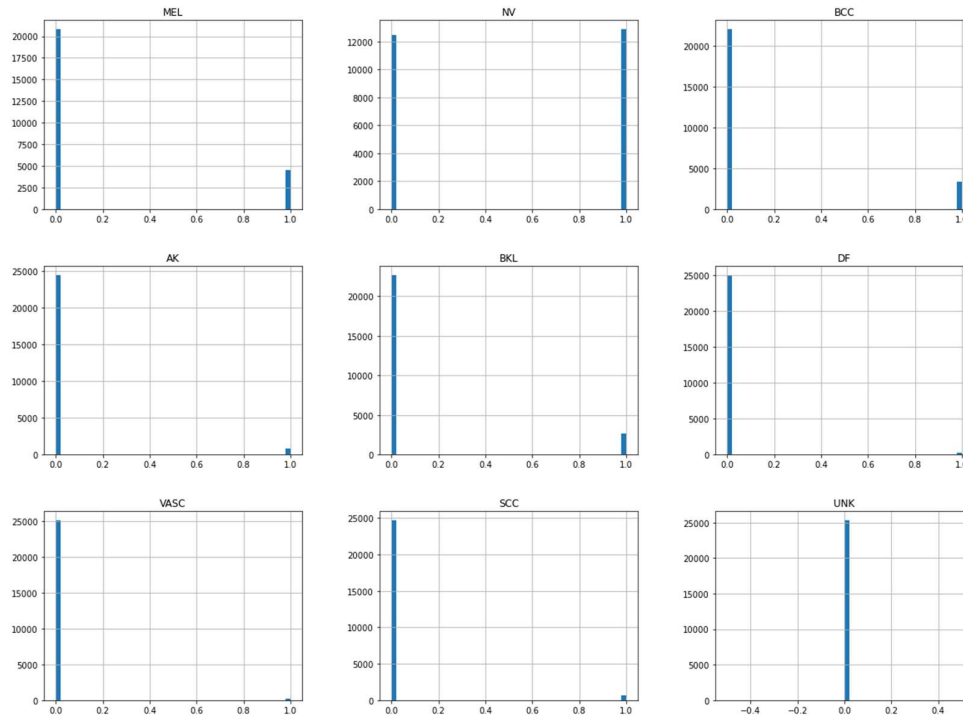 MEL NV BCC
20000 12000 20000
17500 10000 15000
15000 8000 10000
12500 6000 5000
10000 4000 0
7500 2000
5000 0
2500
0
0.0 0.2 0.4 0.6 0.8 1.0 0.0 0.2 0.4 0.6 0.8 1.0 0.0 0.2 0.4 0.6 0.8 1.0
AK BKL DF
25000 20000 25000
20000 15000 20000
15000 10000 15000
10000 5000 10000
5000 0 5000
0 0
0.0 0.2 0.4 0.6 0.8 1.0 0.0 0.2 0.4 0.6 0.8 1.0 0.0 0.2 0.4 0.6 0.8 1.0
VASC SCC UNK
25000 25000 25000
20000 20000 20000
15000 15000 15000
10000 10000 10000
5000 5000 5000
0 0 0
0.0 0.2 0.4 0.6 0.8 1.0 0.0 0.2 0.4 0.6 0.8 1.0 −0.4 −0.2 0.0 0.2 0.4